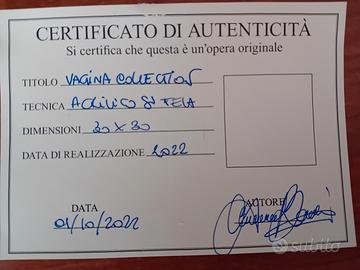 CERTIFICATO DI AUTENTICITÀ
Si certifica che questa è un'opera originale
TITOLO VAGINA COLLECTION
TECNICA ACRILICO SU TELA
DIMENSIONI 30 X 30
DATA DI REALIZZAZIONE 2022
DATA
AUTORE
01/10/2022
subito